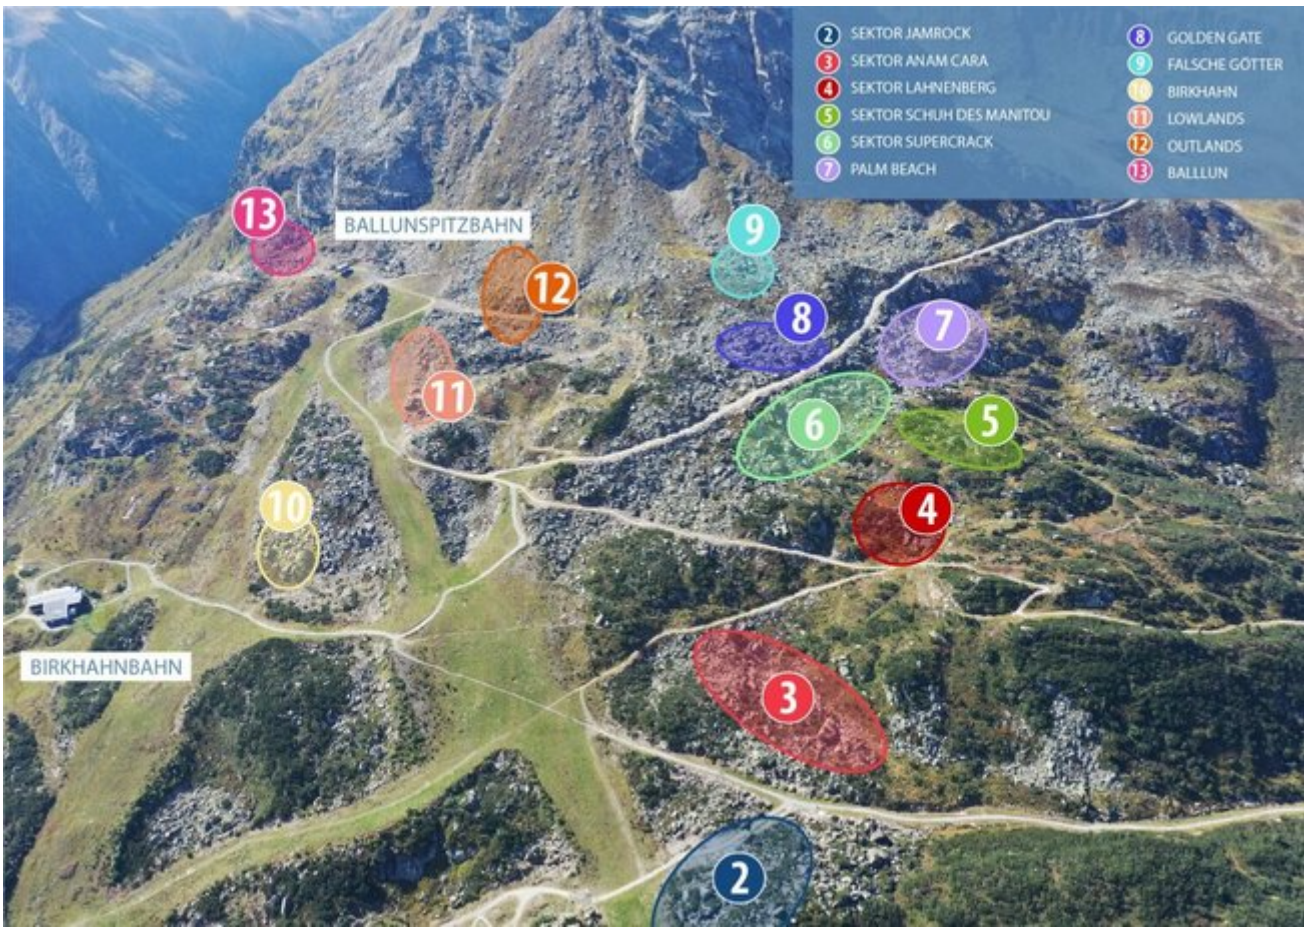 2 SEKTOR JAMROCK
3 SEKTOR ANAM CARA
4 SEKTOR LAHNENBERG
5 SEKTOR SCHUH DES MANITOU
6 SEKTOR SUPERCRACK
7 PALM BEACH
8 GOLDEN GATE
9 FALSCHE GÖTTER
10 BIRKHAHN
11 LOWLANDS
12 OUTLANDS
13 BALLLUN
13
BALLUNSPITZBAHN
9
12
8
7
11
6
5
10
4
BIRKHAHNBAHN
3
2